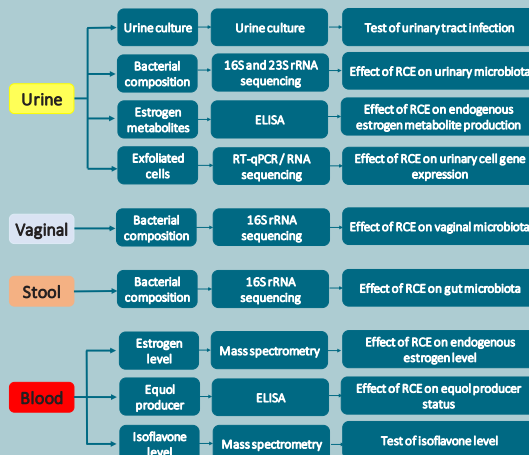 Urine
Urine culture
Urine culture
Test of urinary tract infection
Bacterial
composition
16S and 23S rRNA
sequencing
Effect of RCE on urinary microbiota
Estrogen
metabolites
ELISA
Effect of RCE on endogenous
estrogen metabolite production
Exfoliated
cells
RT-qPCR / RNA
sequencing
Effect of RCE on urinary cell gene
expression
Vaginal
Bacterial
composition
16S rRNA
sequencing
Effect of RCE on vaginal microbiota
Stool
Bacterial
composition
16S rRNA
sequencing
Effect of RCE on gut microbiota
Blood
Estrogen
level
Mass spectrometry
Effect of RCE on endogenous
estrogen level
Equol
producer
ELISA
Effect of RCE on equol producer
status
Isoflavone
level
Mass spectrometry
Test of isoflavone level